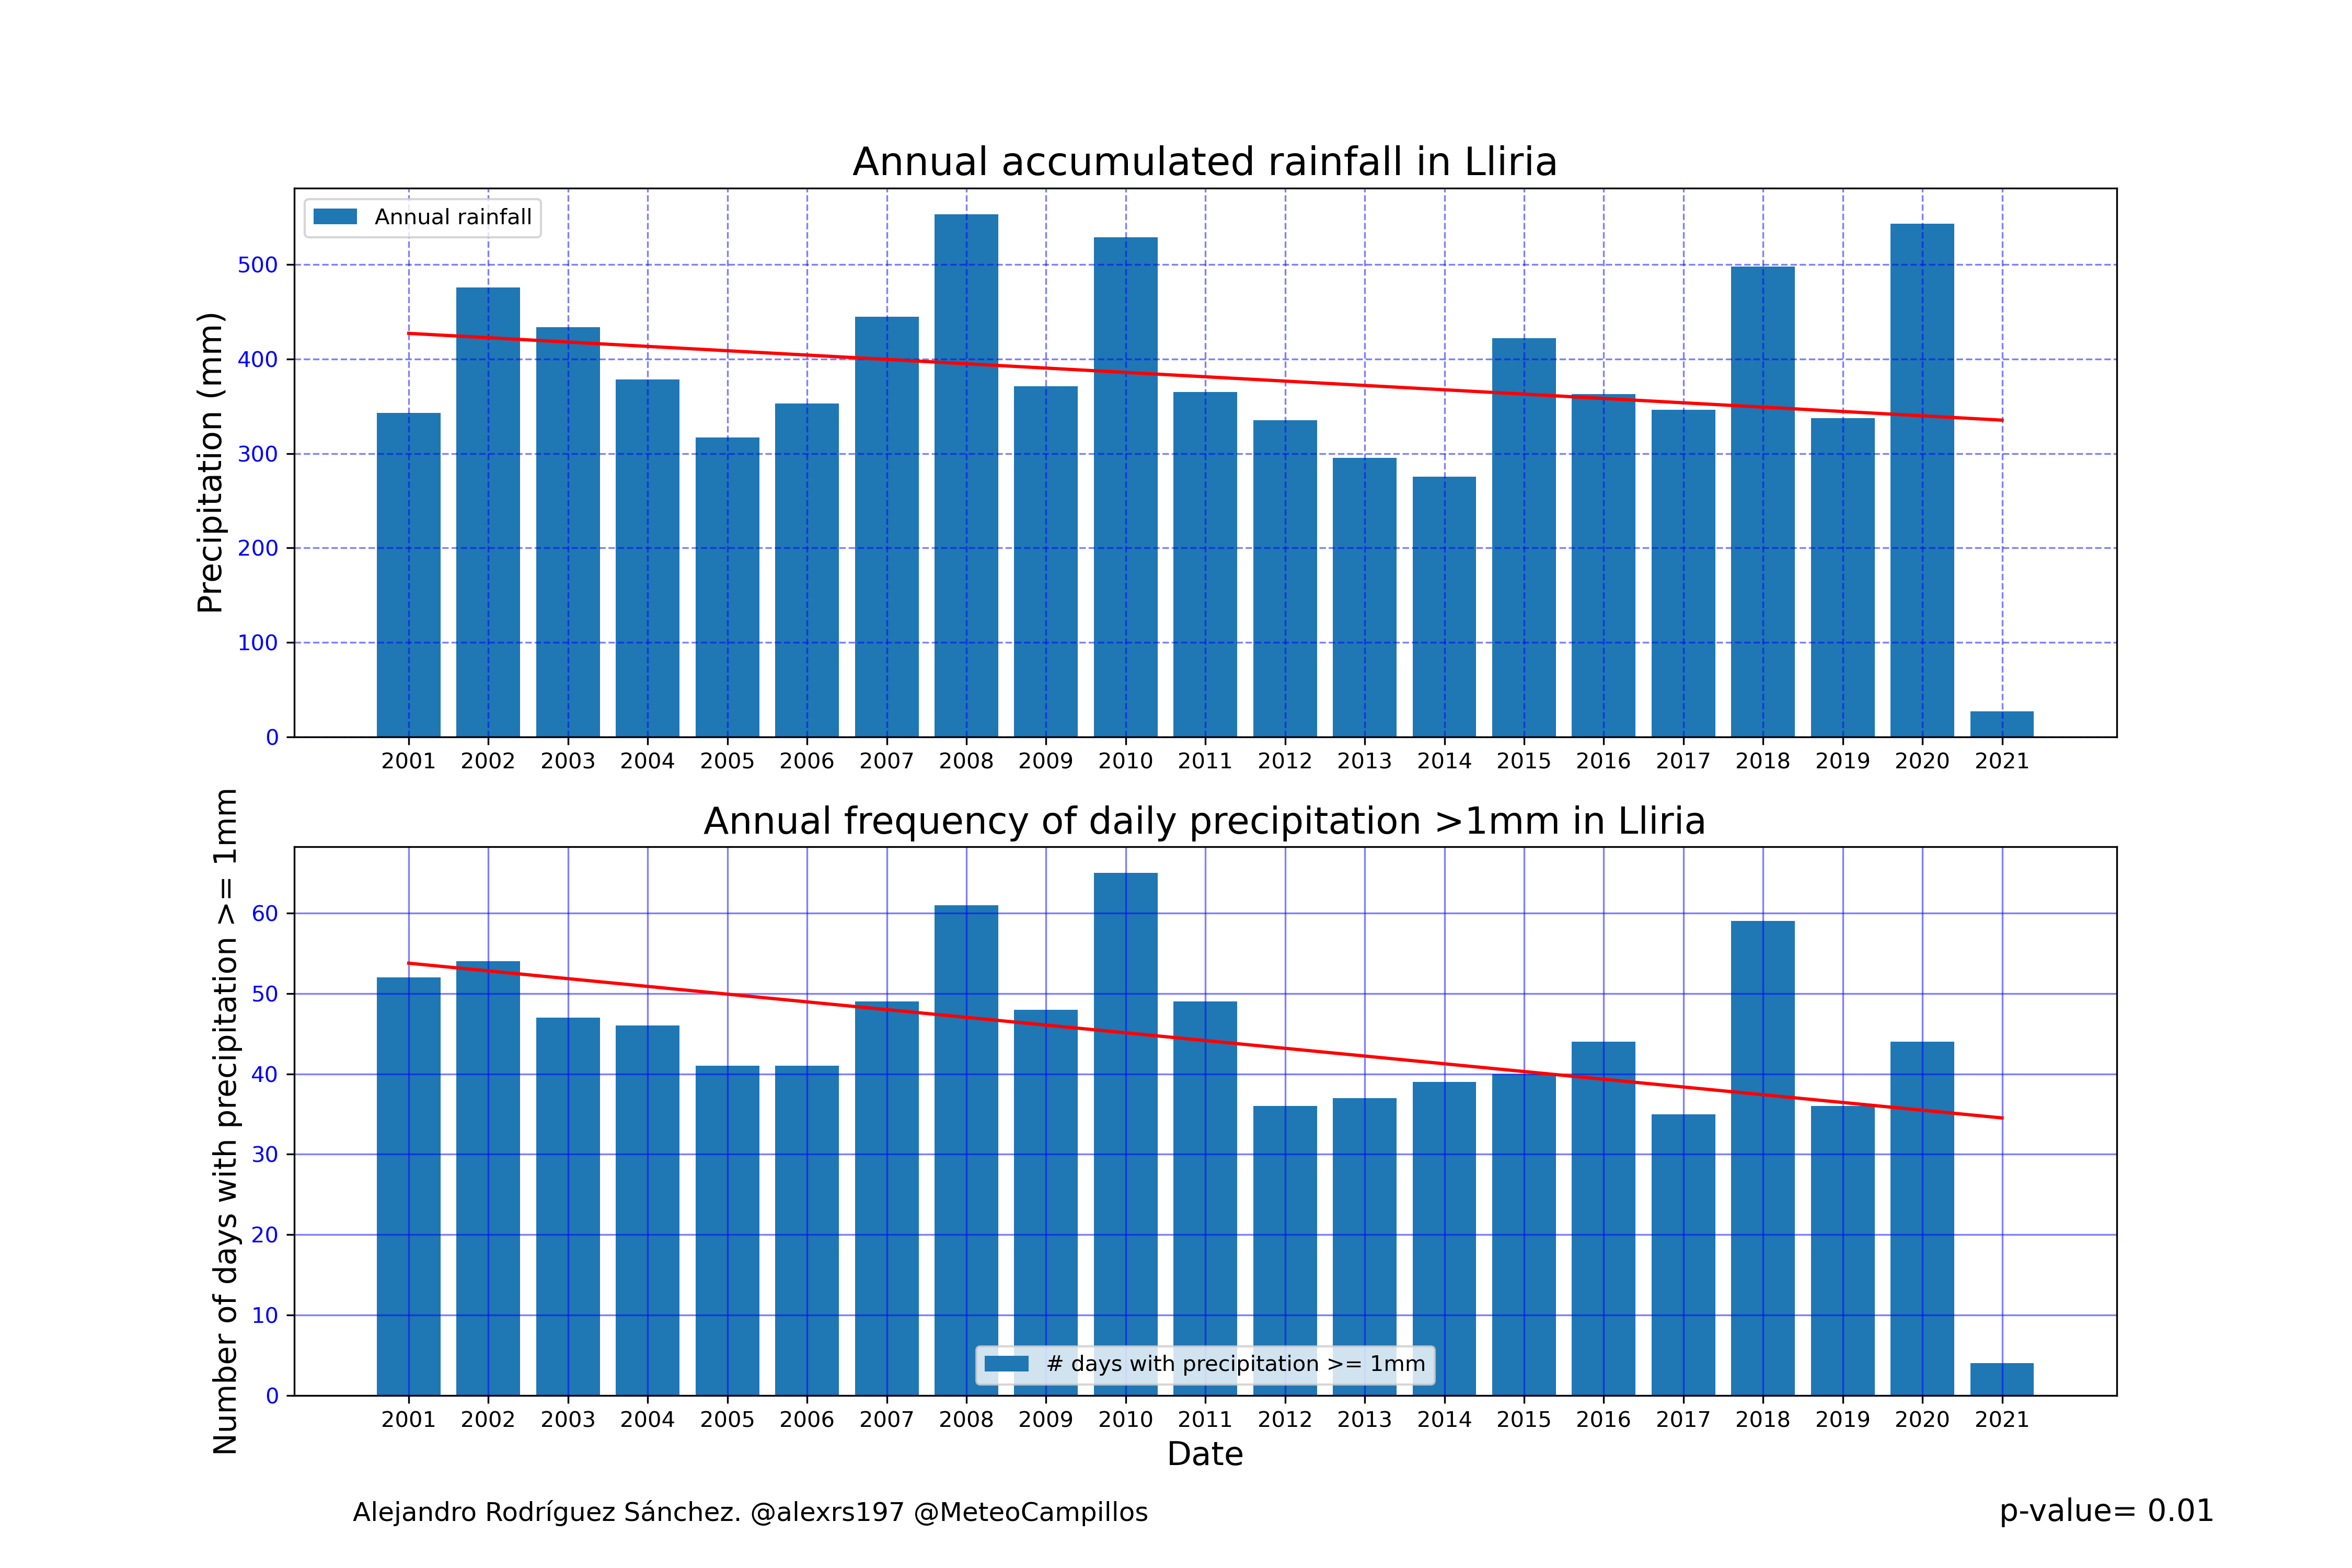 Annual accumulated rainfall in Lliria
Annual rainfall
Precipitation (mm)
500
400
300
200
100
0
2001 2002 2003 2004 2005 2006 2007 2008 2009 2010 2011 2012 2013 2014 2015 2016 2017 2018 2019 2020 2021
Annual frequency of daily precipitation >1mm in Lliria
Number of days with precipitation >= 1mm
60
50
40
30
20
10
0
# days with precipitation >= 1mm
2001 2002 2003 2004 2005 2006 2007 2008 2009 2010 2011 2012 2013 2014 2015 2016 2017 2018 2019 2020 2021
Date
Alejandro Rodríguez Sánchez. @alexrs197 @MeteoCampillos
p-value= 0.01